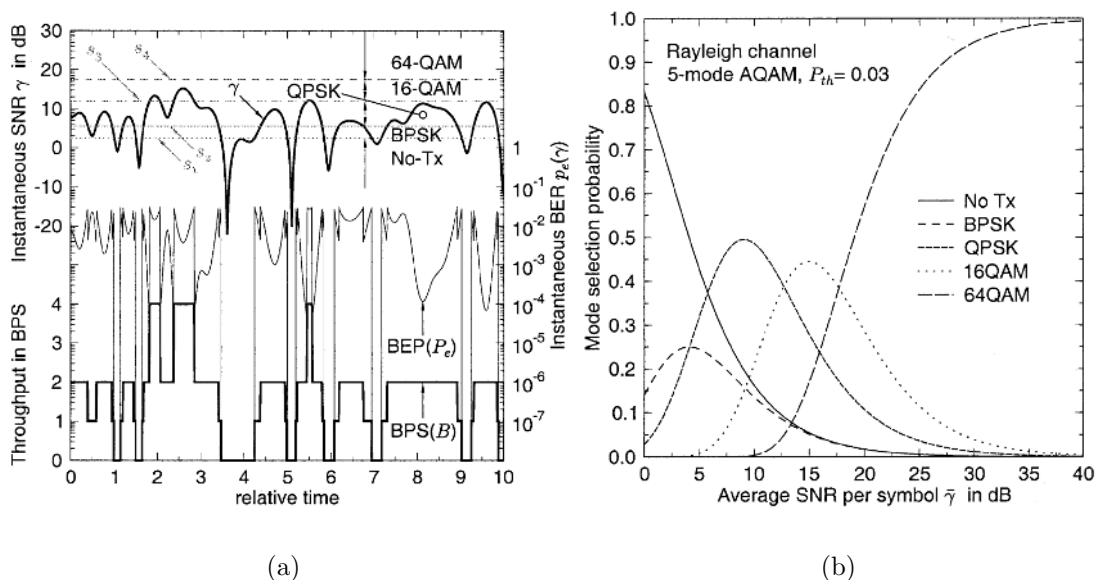 Instantaneous SNR γ in dB
Throughput in BPS
30
20
10
0
-10
-20
4
3
2
1
0
s3
s4
s2
s1
γ
64-QAM
16-QAM
QPSK
BPSK
No-Tx
BEP(Pₑ)
BPS(B)
1
10⁻¹
10⁻²
10⁻³
10⁻⁴
10⁻⁵
10⁻⁶
10⁻⁷
Instantaneous BER pₑ(γ)
0 1 2 3 4 5 6 7 8 9 10
relative time
(a)
Mode selection probability
1.0
0.9
0.8
0.7
0.6
0.5
0.4
0.3
0.2
0.1
0.0
Rayleigh channel
5-mode AQAM, Pₜₕ= 0.03
No Tx
BPSK
QPSK
16QAM
64QAM
0 5 10 15 20 25 30 35 40
Average SNR per symbol γ̄ in dB
(b)